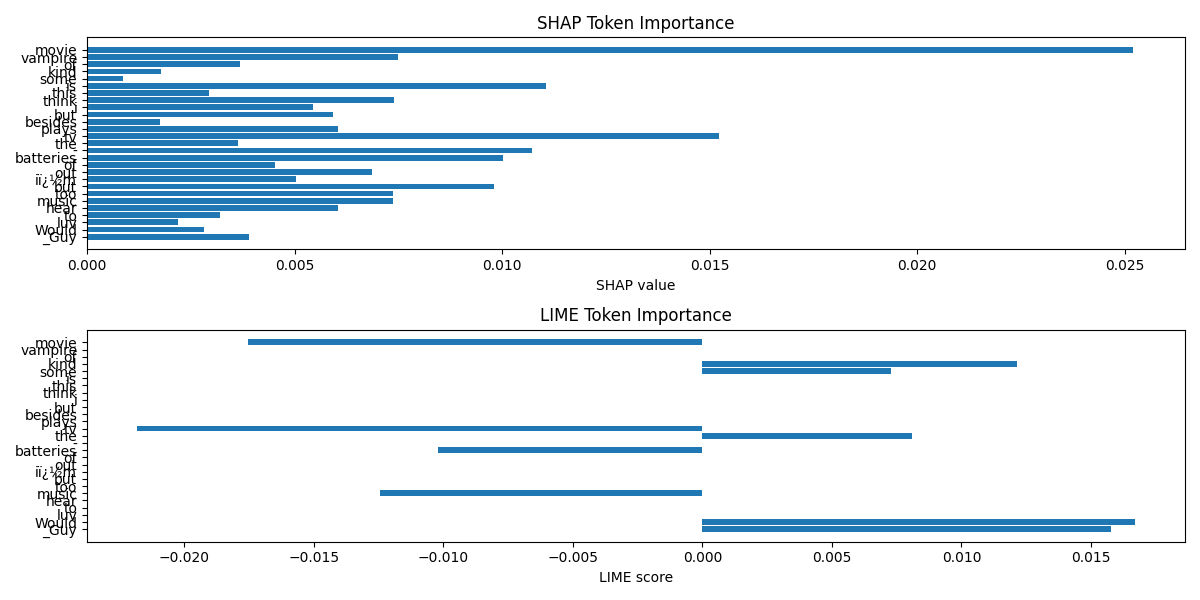 SHAP Token Importance
movie
vampire
of
kind
some
is
this
think
i
but
besides
plays
tv
the
batteries
of
out
iï¿½m
but
too
music
hear
to
luv
Would
_Guy
0.000 0.005 0.010 0.015 0.020 0.025
SHAP value
LIME Token Importance
movie
vampire
of
kind
some
is
this
think
i
but
besides
plays
tv
the
batteries
of
out
iï¿½m
but
too
music
hear
to
luv
Would
_Guy
−0.020 −0.015 −0.010 −0.005 0.000 0.005 0.010 0.015
LIME score